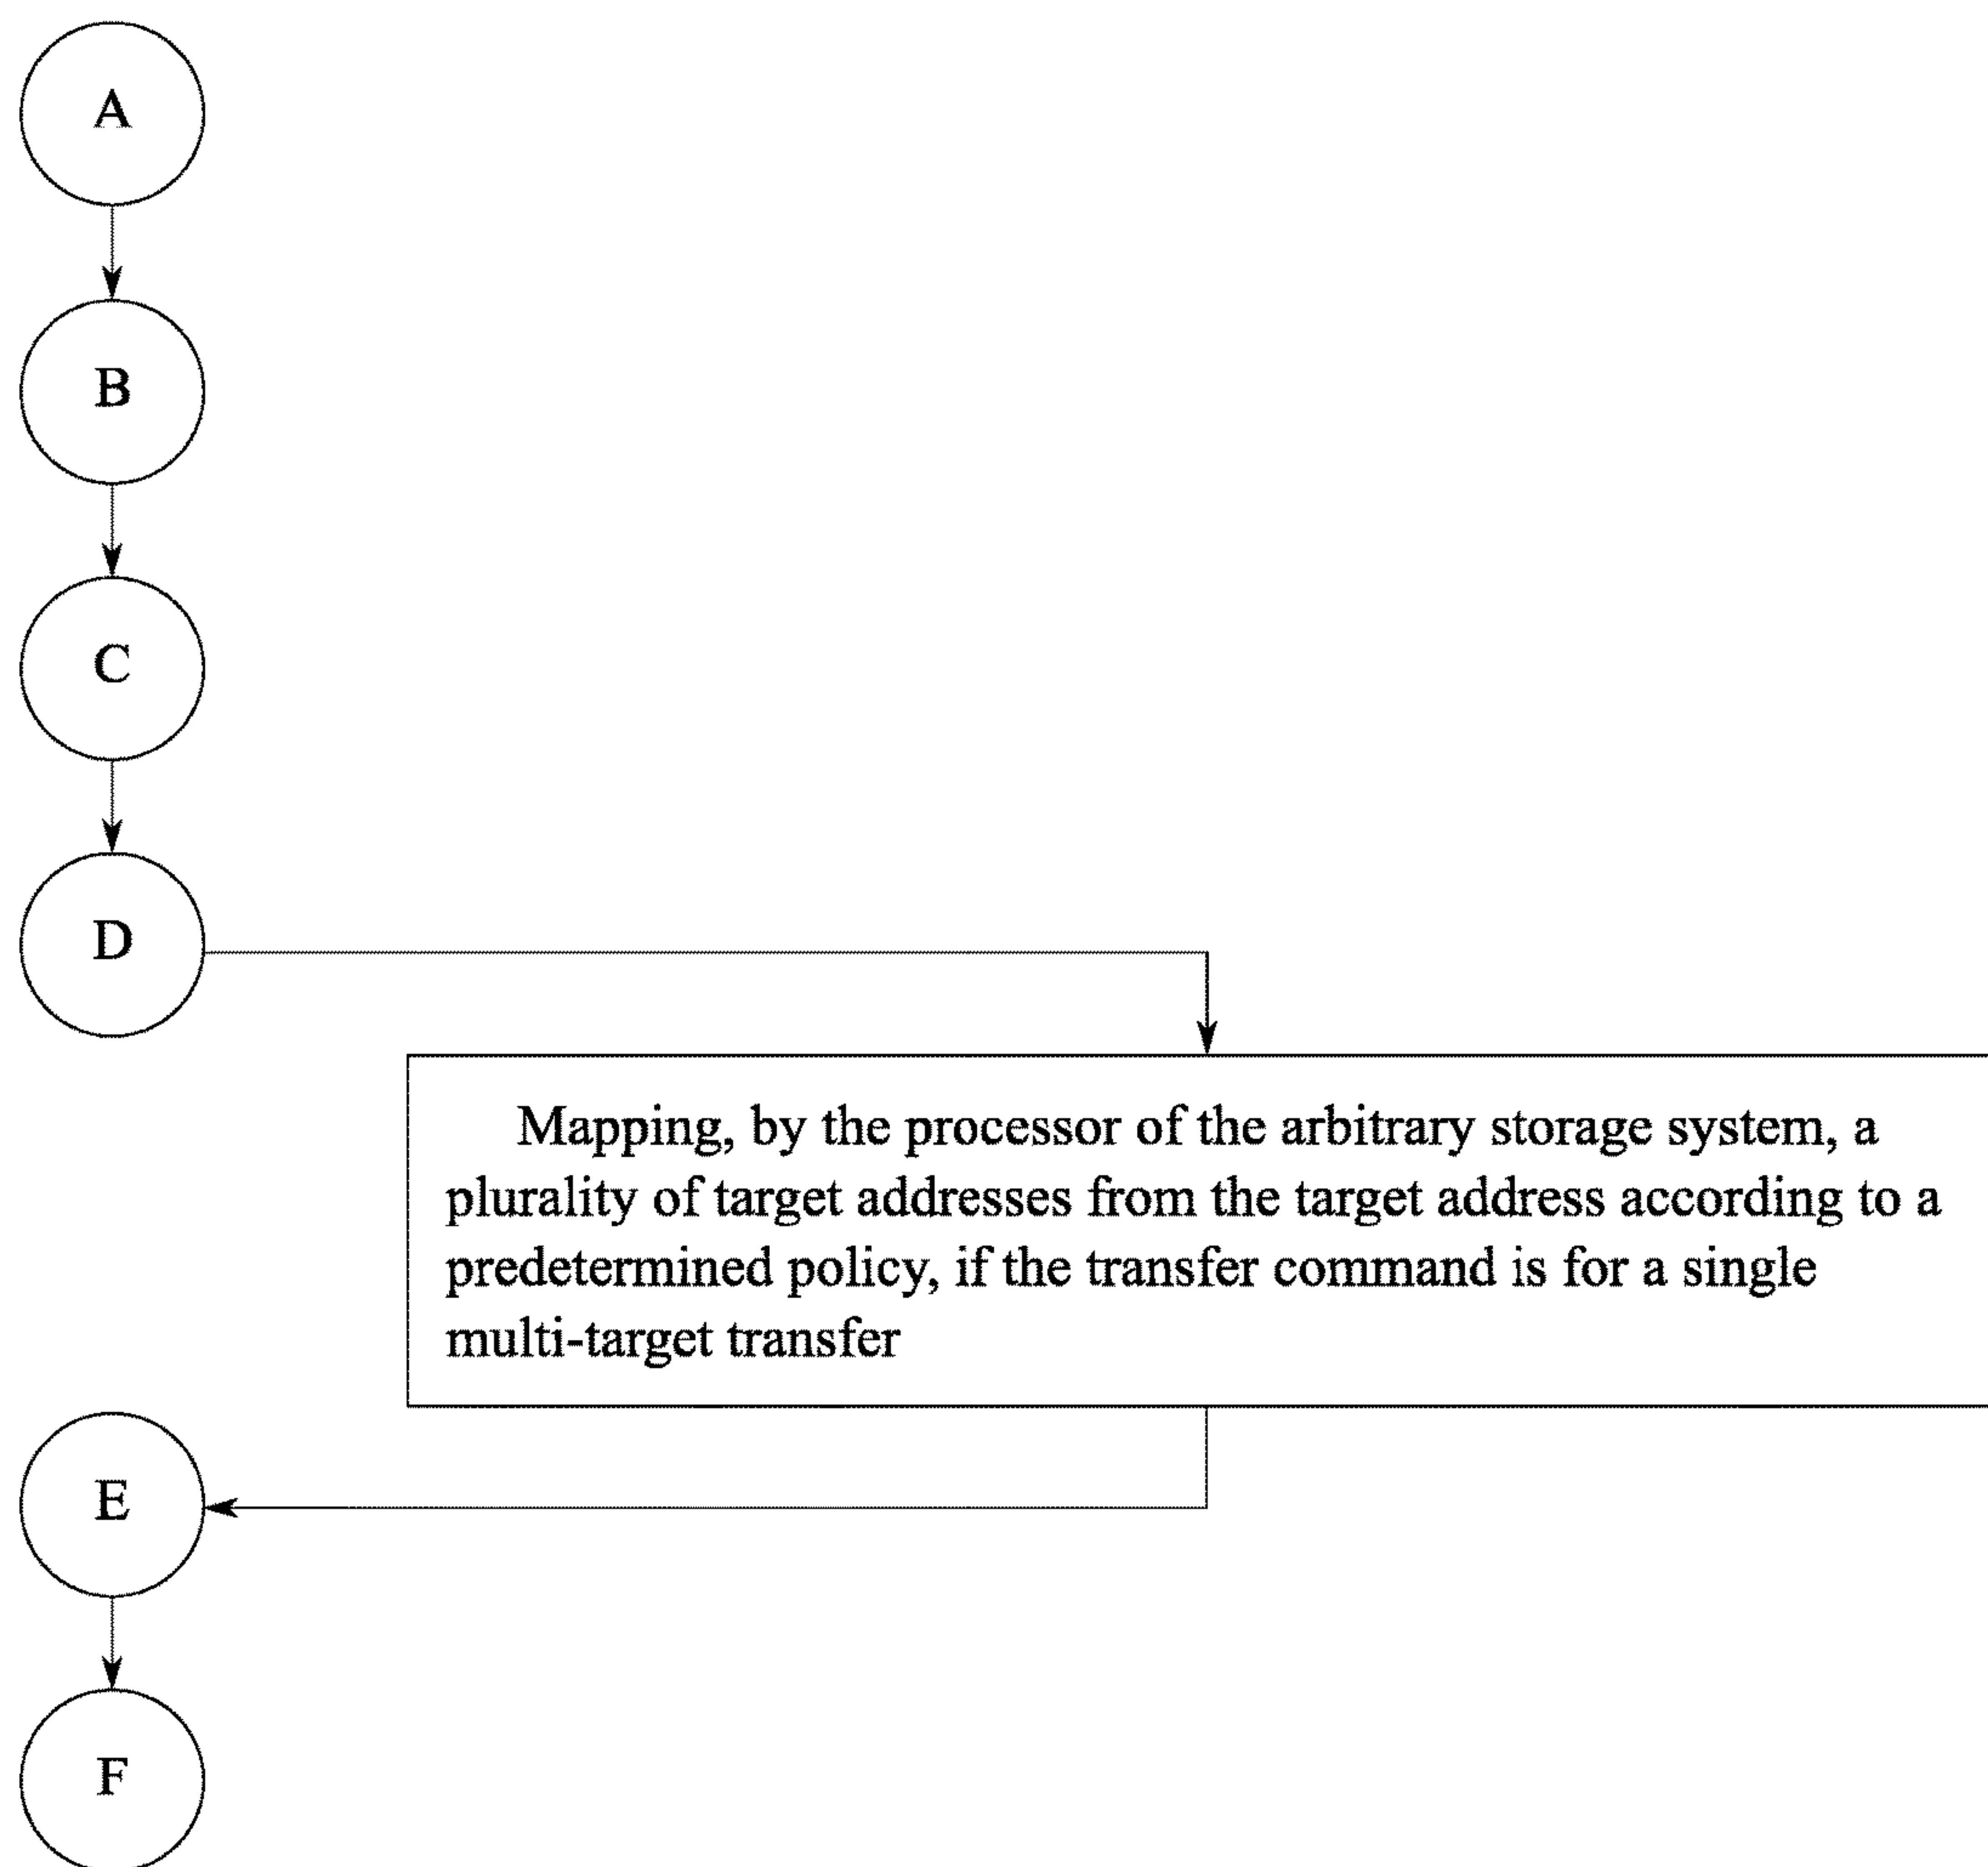 A
B
C
D
Mapping, by the processor of the arbitrary storage system, a
plurality of target addresses from the target address according to a
predetermined policy, if the transfer command is for a single
multi-target transfer
E
F